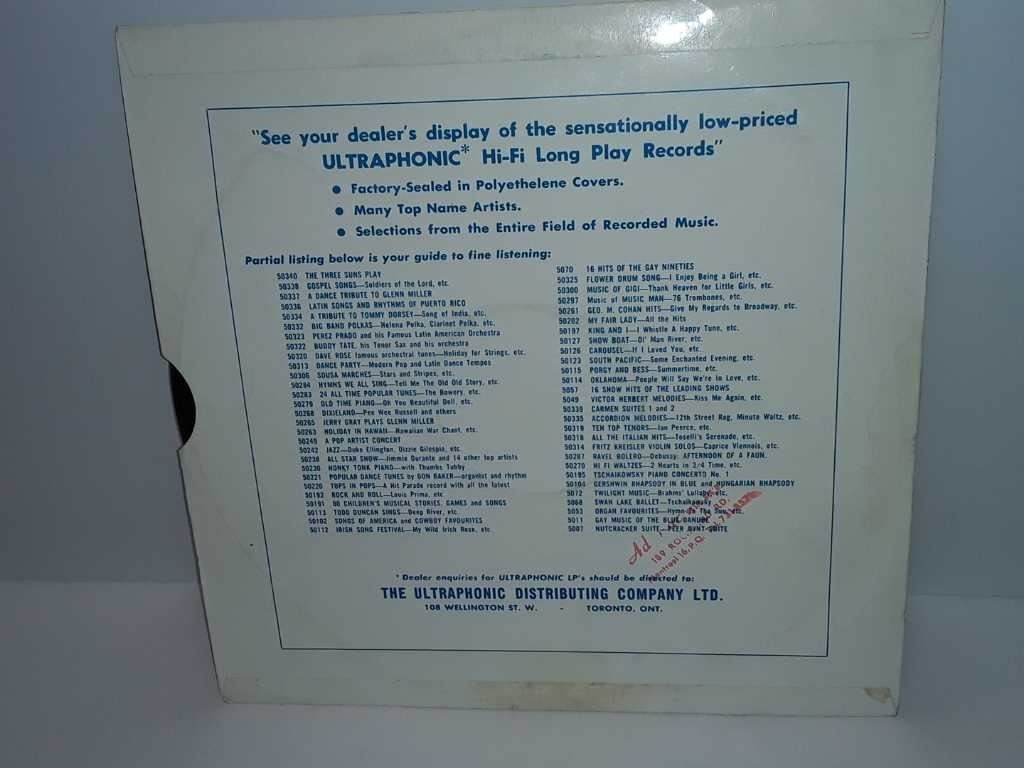 "See your dealer's display of the sensationally low-priced
ULTRAPHONIC* Hi-Fi Long Play Records"
● Factory-Sealed in Polyethelene Covers.
● Many Top Name Artists.
● Selections from the Entire Field of Recorded Music.
Partial listing below is your guide to fine listening:
50340 THE THREE SUNS PLAY
50339 GOSPEL SONGS—Soldiers of the Lord, etc.
50337 A DANCE TRIBUTE TO GLENN MILLER
50336 LATIN SONGS AND RHYTHMS OF PUERTO RICO
50334 A TRIBUTE TO TOMMY DORSEY—Song of India, etc.
50332 BIG BAND POLKAS—Helena Polka, Clarinet Polka, etc.
50323 PEREZ PRADO and his Famous Latin American Orchestra
50322 BUDDY TATE, his Tenor Sax and his orchestra
50320 DAVE ROSE famous orchestral tunes—Holiday for Strings, etc.
50313 DANCE PARTY—Modern Pop and Latin Dance Tempos
50306 SOUSA MARCHES—Stars and Stripes, etc.
50284 HYMNS WE ALL SING—Tell Me The Old Old Story, etc.
50283 24 ALL TIME POPULAR TUNES—The Bowery, etc.
50279 OLD TIME PIANO—Oh You Beautiful Doll, etc.
50268 DIXIELAND—Pee Wee Russell and others
50265 JERRY GRAY PLAYS GLENN MILLER
50263 HOLIDAY IN HAWAII—Hawaiian War Chant, etc.
50249 A POP ARTIST CONCERT
50242 JAZZ—Duke Ellington, Dizzie Gilespie, etc.
50238 ALL STAR SHOW—Jimmie Durante and 14 other top artists
50230 HONKY TONK PIANO—with Thumbs Tubby
50221 POPULAR DANCE TUNES by DON BAKER—organist and rhythm
50220 TOPS IN POPS—A Hit Parade record with all the latest
50192 ROCK AND ROLL—Louis Prima, etc.
50191 60 CHILDREN'S MUSICAL STORIES, GAMES and SONGS
50113 TODD DUNCAN SINGS—Deep River, etc.
50102 SONGS OF AMERICA and COWBOY FAVOURITES
50112 IRISH SONG FESTIVAL—My Wild Irish Rose, etc.
5070 16 HITS OF THE GAY NINETIES
50325 FLOWER DRUM SONG—I Enjoy Being a Girl, etc.
50300 MUSIC OF GIGI—Thank Heaven for Little Girls, etc.
50297 Music of MUSIC MAN—76 Trombones, etc.
50261 GEO. M. COHAN HITS—Give My Regards to Broadway, etc.
50202 MY FAIR LADY—All the Hits
50197 KING AND I—I Whistle A Happy Tune, etc.
50127 SHOW BOAT—Ol' Man River, etc.
50126 CAROUSEL—If I Loved You, etc.
50123 SOUTH PACIFIC—Some Enchanted Evening, etc.
50115 PORGY AND BESS—Summertime, etc.
50114 OKLAHOMA—People Will Say We're In Love, etc.
5057 16 SHOW HITS OF THE LEADING SHOWS
5049 VICTOR HERBERT MELODIES—Kiss Me Again, etc.
50338 CARMEN SUITES 1 and 2
50335 ACCORDION MELODIES—12th Street Rag, Minute Waltz, etc.
50319 TEN TOP TENORS—Jan Peerce, etc.
50318 ALL THE ITALIAN HITS—Toselli's Serenade, etc.
50314 FRITZ KREISLER VIOLIN SOLOS—Caprice Viennois, etc.
50287 RAVEL BOLERO—Debussy, AFTERNOON OF A FAUN.
50270 HI FI WALTZES—2 Hearts in 3/4 Time, etc.
50195 TSCHAIKOWSKY PIANO CONCERTO No. 1
50104 GERSHWIN RHAPSODY IN BLUE and HUNGARIAN RHAPSODY
5072 TWILIGHT MUSIC—Brahms' Lullaby, etc.
5068 SWAN LAKE BALLET—Tschaikowsky
5053 ORGAN FAVOURITES—Hymn To The Sun, etc.
5011 GAY MUSIC OF THE BLUE DANUBE
5007 NUTCRACKER SUITE—PEER GYNT SUITE
Ad
189
Montreal 16, P.Q.
* Dealer enquiries for ULTRAPHONIC LP's should be directed to:
THE ULTRAPHONIC DISTRIBUTING COMPANY LTD.
108 WELLINGTON ST. W. - TORONTO, ONT.